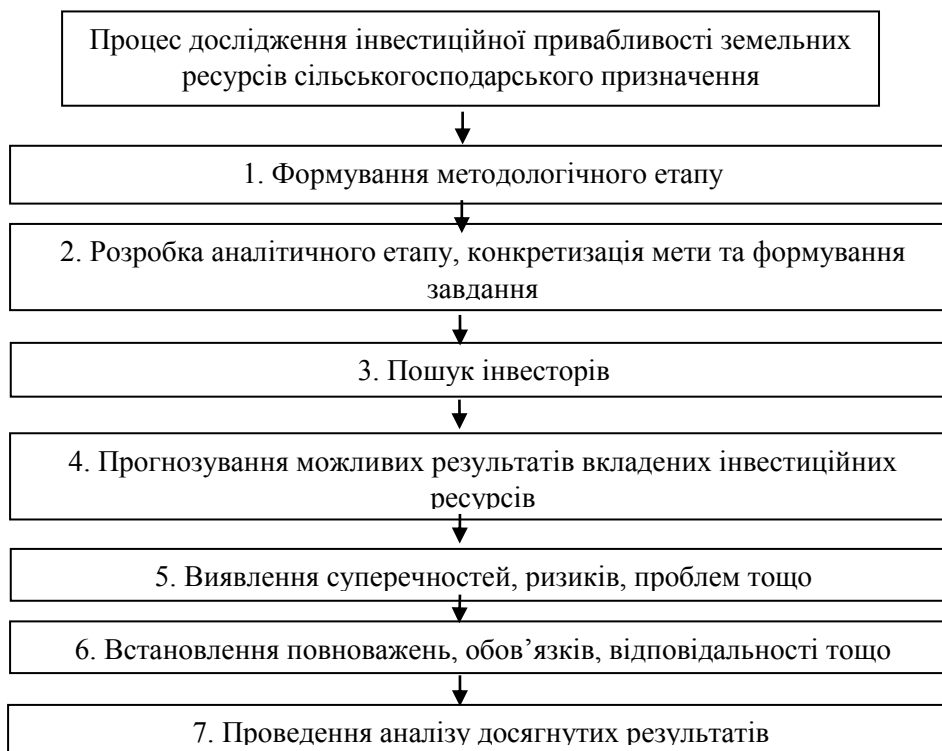 Процес дослідження інвестиційної привабливості земельних
ресурсів сільськогосподарського призначення
1. Формування методологічного етапу
2. Розробка аналітичного етапу, конкретизація мети та формування
завдання
3. Пошук інвесторів
4. Прогнозування можливих результатів вкладених інвестиційних
ресурсів
5. Виявлення суперечностей, ризиків, проблем тощо
6. Встановлення повноважень, обов’язків, відповідальності тощо
7. Проведення аналізу досягнутих результатів